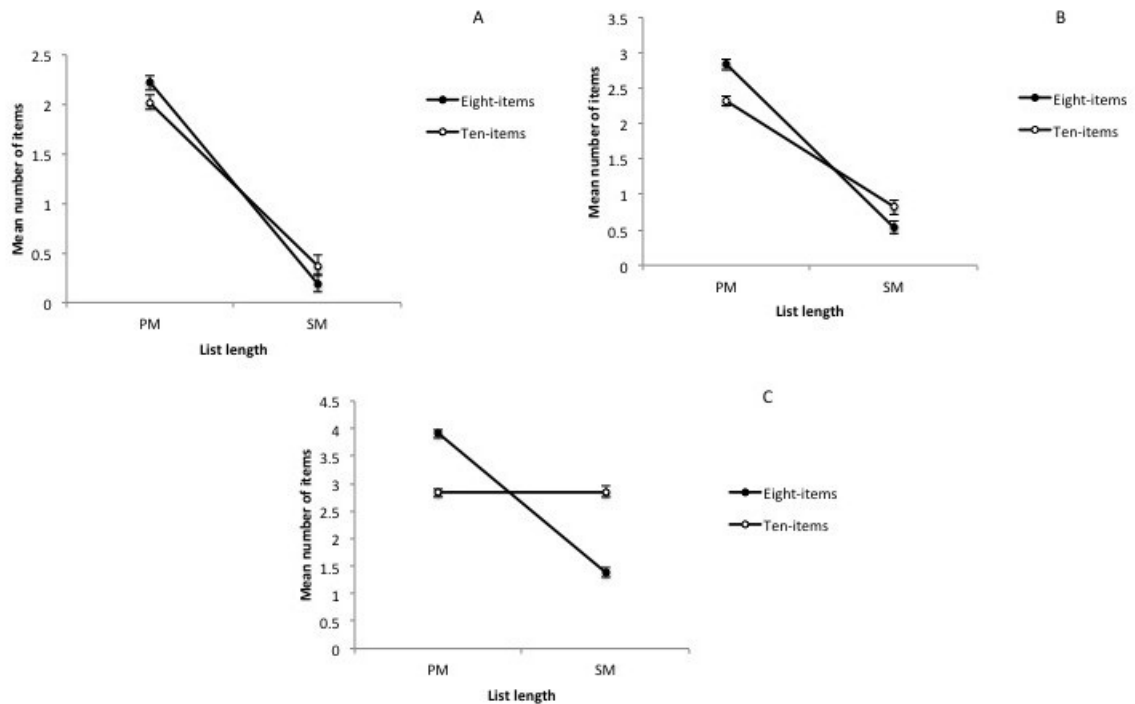 A
2.5
2
1.5
1
0.5
0
Mean number of items
PM
SM
List length
Eight-items
Ten-items
B
3.5
3
2.5
2
1.5
1
0.5
0
Mean number of items
PM
SM
List length
Eight-items
Ten-items
C
4.5
4
3.5
3
2.5
2
1.5
1
0.5
0
Mean number of items
PM
SM
List length
Eight-items
Ten-items